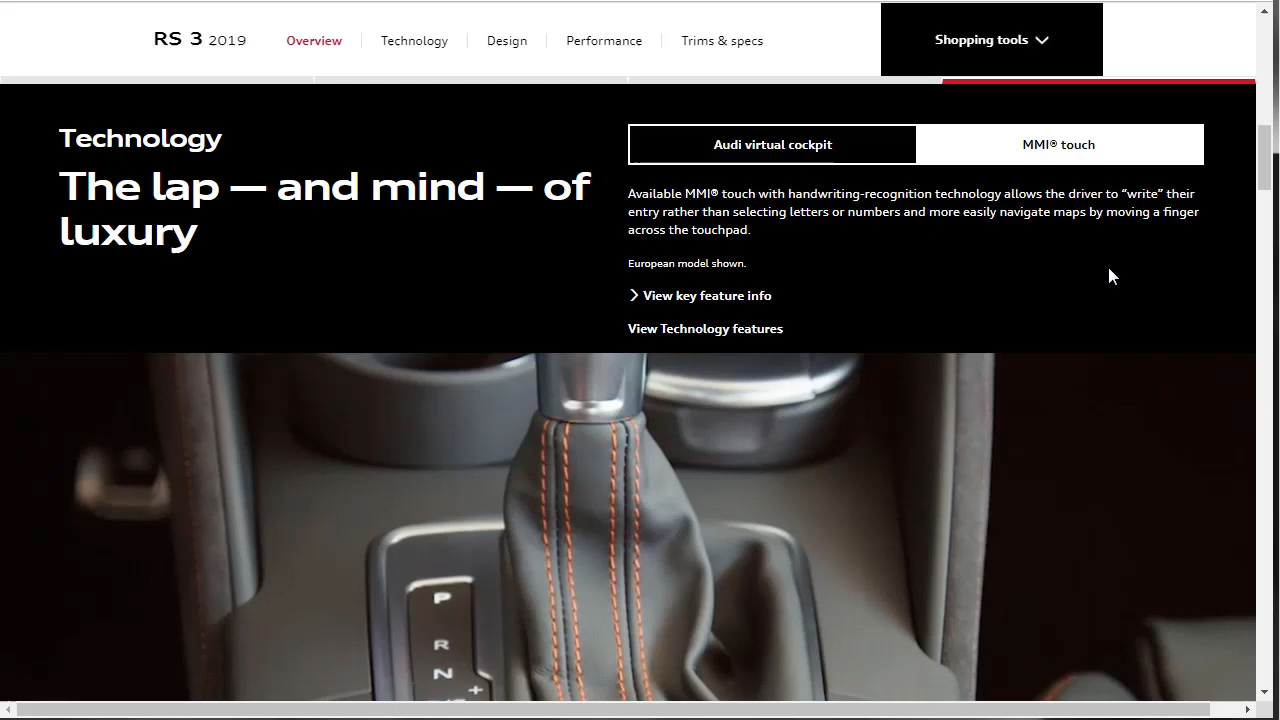 RS 3 2019
Overview
Technology
Design
Performance
Trims & specs
Shopping tools
Technology
The lap — and mind — of
luxury
Audi virtual cockpit
MMI® touch
Available MMI® touch with handwriting-recognition technology allows the driver to “write” their
entry rather than selecting letters or numbers and more easily navigate maps by moving a finger
across the touchpad.
European model shown.
View key feature info
View Technology features
P
R
N
+